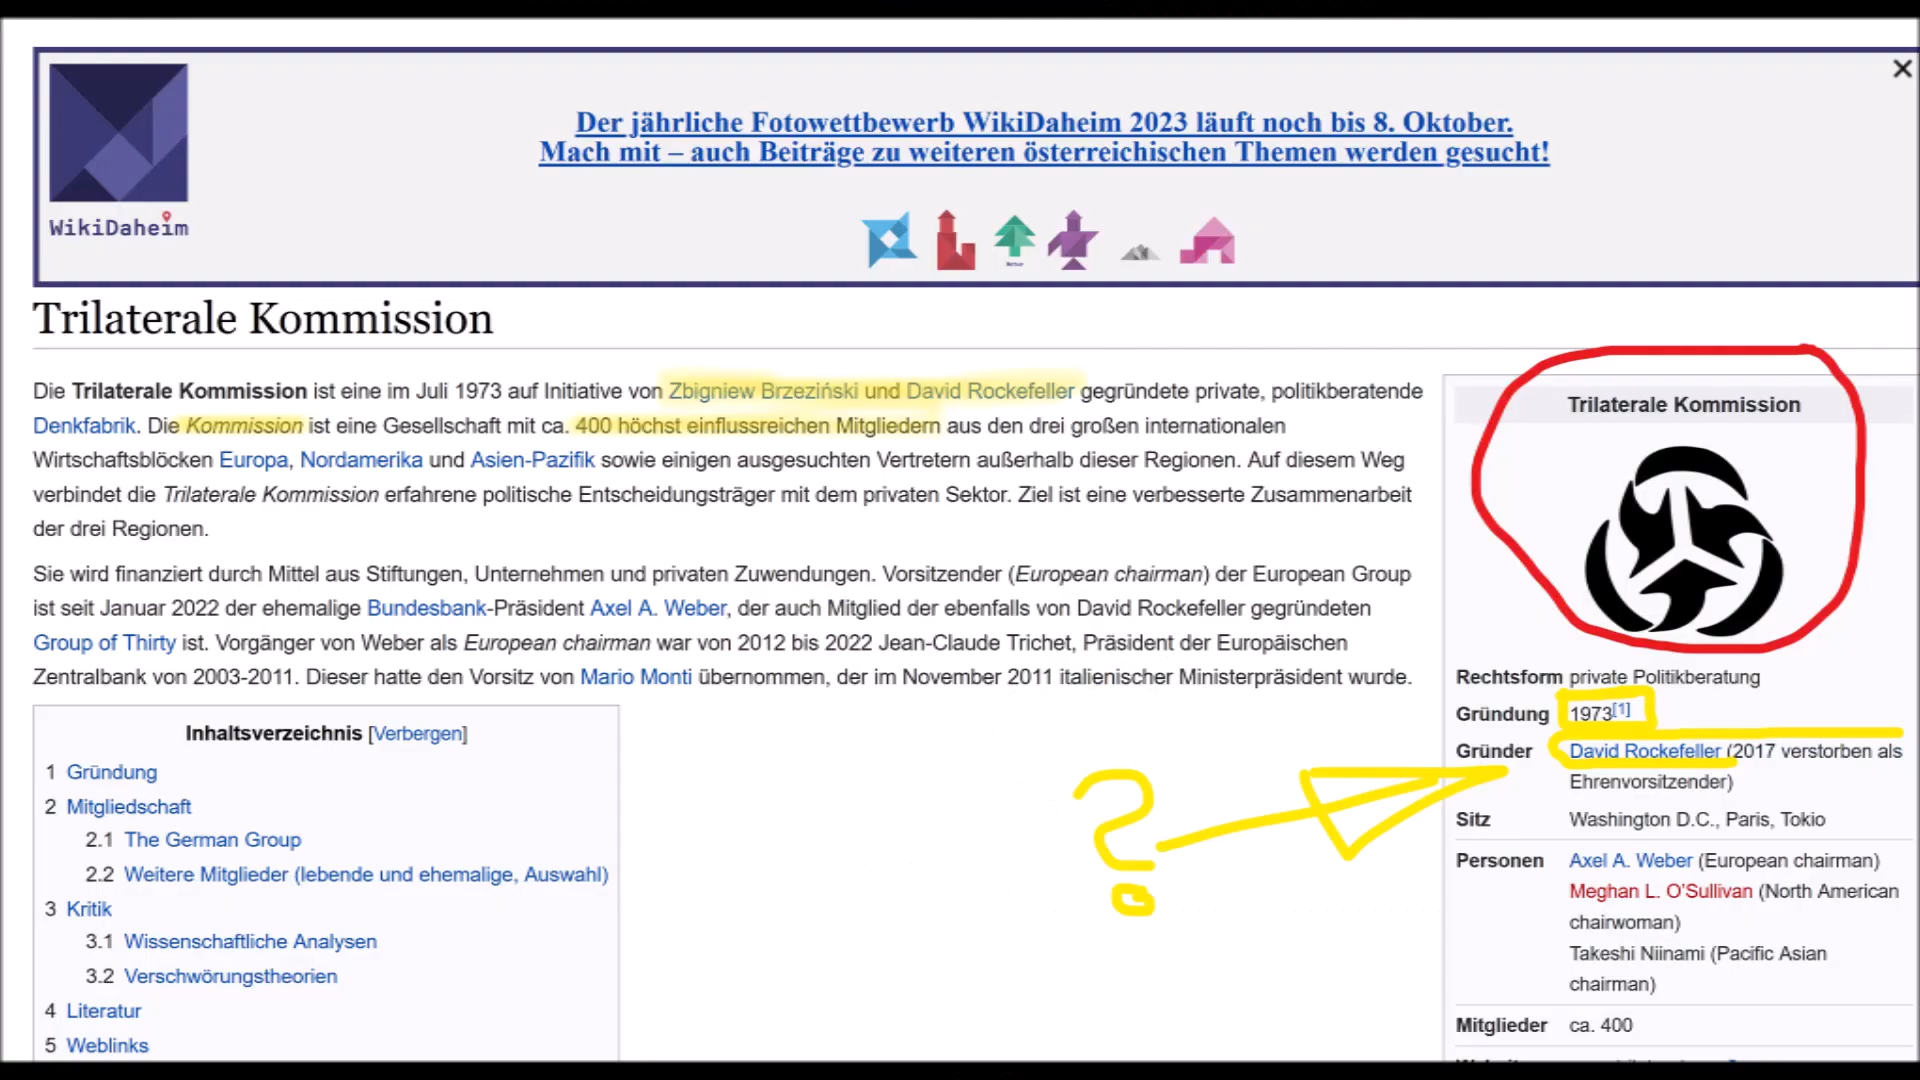 WikiDaheim
Der jährliche Fotowettbewerb WikiDaheim 2023 läuft noch bis 8. Oktober.
Mach mit – auch Beiträge zu weiteren österreichischen Themen werden gesucht!
Trilaterale Kommission
Die Trilaterale Kommission ist eine im Juli 1973 auf Initiative von Zbigniew Brzeziński und David Rockefeller gegründete private, politikberatende
Denkfabrik. Die Kommission ist eine Gesellschaft mit ca. 400 höchst einflussreichen Mitgliedern aus den drei großen internationalen
Wirtschaftsblöcken Europa, Nordamerika und Asien-Pazifik sowie einigen ausgesuchten Vertretern außerhalb dieser Regionen. Auf diesem Weg
verbindet die Trilaterale Kommission erfahrene politische Entscheidungsträger mit dem privaten Sektor. Ziel ist eine verbesserte Zusammenarbeit
der drei Regionen.
Sie wird finanziert durch Mittel aus Stiftungen, Unternehmen und privaten Zuwendungen. Vorsitzender (European chairman) der European Group
ist seit Januar 2022 der ehemalige Bundesbank-Präsident Axel A. Weber, der auch Mitglied der ebenfalls von David Rockefeller gegründeten
Group of Thirty ist. Vorgänger von Weber als European chairman war von 2012 bis 2022 Jean-Claude Trichet, Präsident der Europäischen
Zentralbank von 2003-2011. Dieser hatte den Vorsitz von Mario Monti übernommen, der im November 2011 italienischer Ministerpräsident wurde.
Inhaltsverzeichnis [Verbergen]
1 Gründung
2 Mitgliedschaft
2.1 The German Group
2.2 Weitere Mitglieder (lebende und ehemalige, Auswahl)
3 Kritik
3.1 Wissenschaftliche Analysen
3.2 Verschwörungstheorien
4 Literatur
5 Weblinks
?
Trilaterale Kommission
Rechtsform private Politikberatung
Gründung 1973[1]
Gründer David Rockefeller (2017 verstorben als
Ehrenvorsitzender)
Sitz Washington D.C., Paris, Tokio
Personen Axel A. Weber (European chairman)
Meghan L. O'Sullivan (North American
chairwoman)
Takeshi Niinami (Pacific Asian
chairman)
Mitglieder ca. 400